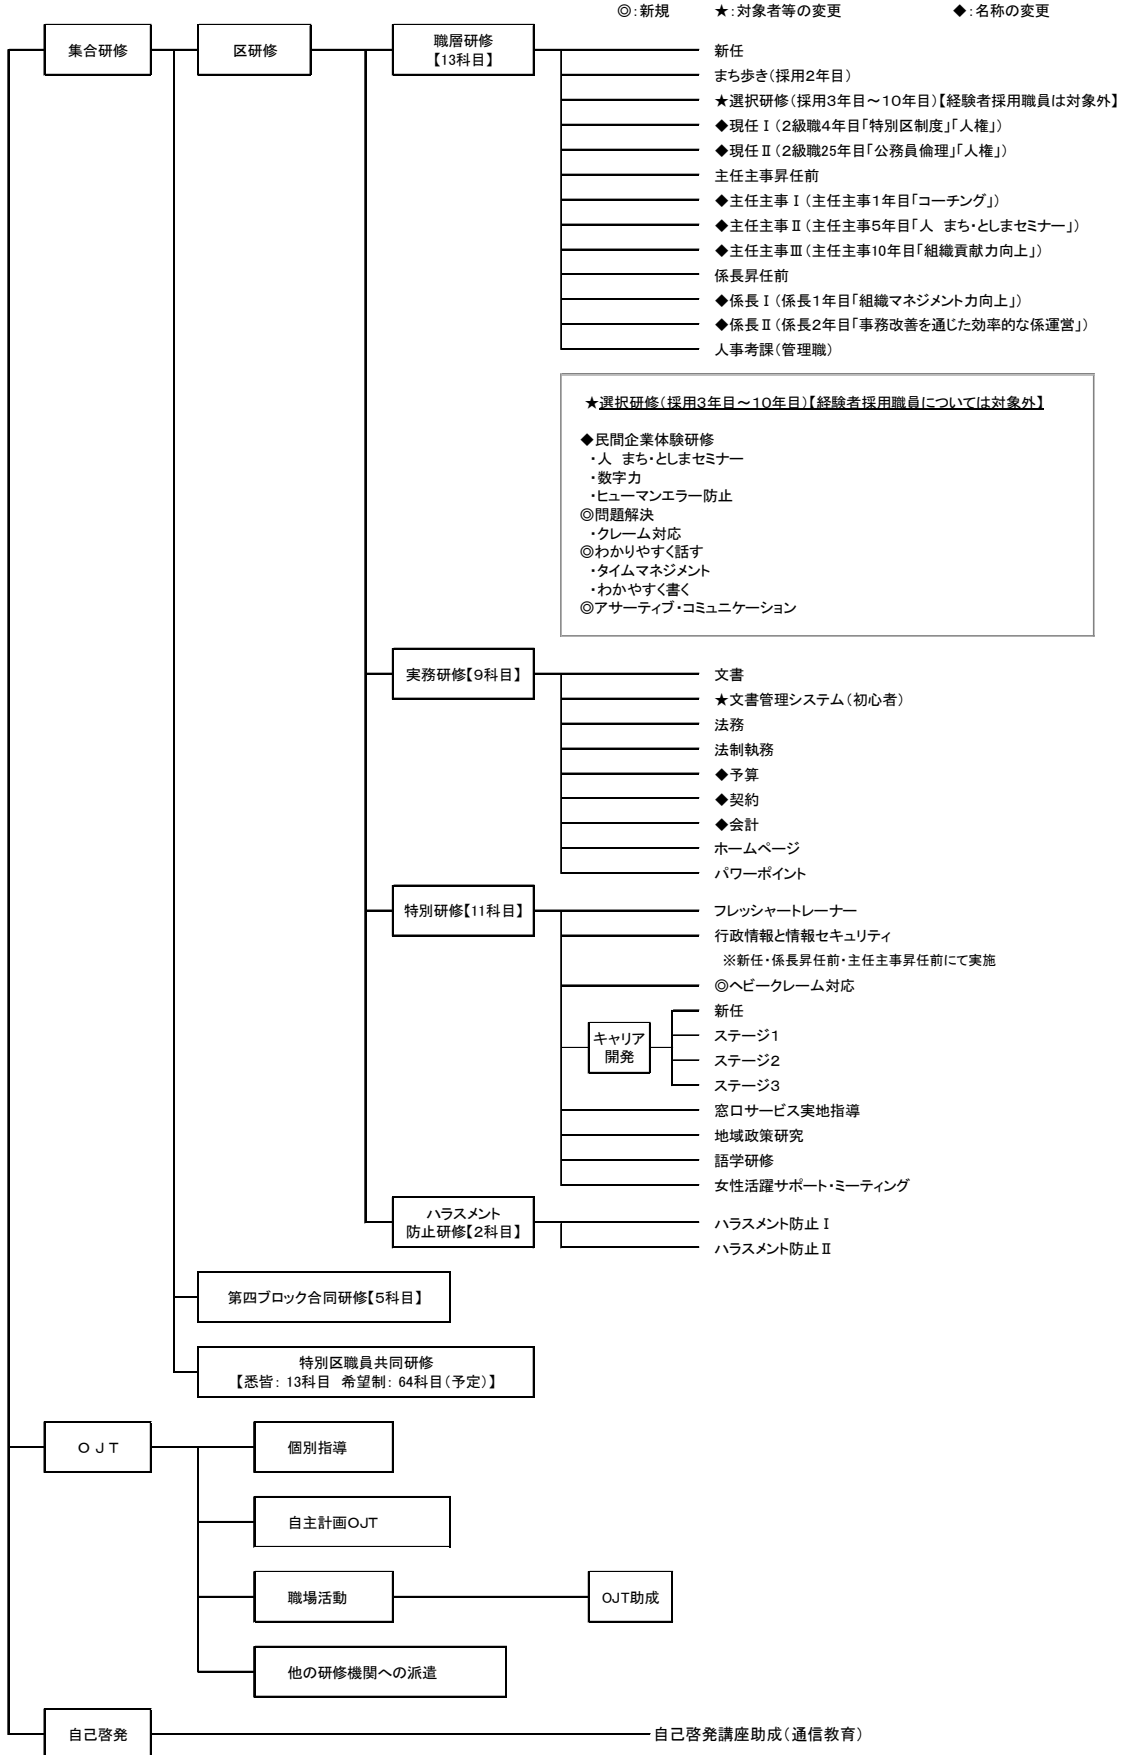 ◎：新規　★：対象者等の変更　◆：名称の変更
集合研修
区研修
職層研修
【13科目】
新任
まち歩き（採用２年目）
★選択研修（採用３年目～１０年目）【経験者採用職員は対象外】
◆現任Ⅰ（２級職４年目「特別区制度」「人権」）
◆現任Ⅱ（２級職25年目「公務員倫理」「人権」）
主任主事昇任前
◆主任主事Ⅰ（主任主事１年目「コーチング」）
◆主任主事Ⅱ（主任主事５年目「人　まち・としまセミナー」）
◆主任主事Ⅲ（主任主事10年目「組織貢献力向上」）
係長昇任前
◆係長Ⅰ（係長１年目「組織マネジメント力向上」）
◆係長Ⅱ（係長２年目「事務改善を通じた効率的な係運営」）
人事考課（管理職）
★選択研修（採用３年目～１０年目）【経験者採用職員については対象外】
◆民間企業体験研修
・人　まち・としまセミナー
・数字力
・ヒューマンエラー防止
◎問題解決
・クレーム対応
◎わかりやすく話す
・タイムマネジメント
・わかやすく書く
◎アサーティブ・コミュニケーション
実務研修【９科目】
文書
★文書管理システム（初心者）
法務
法制執務
◆予算
◆契約
◆会計
ホームページ
パワーポイント
特別研修【11科目】
フレッシャートレーナー
行政情報と情報セキュリティ
※新任・係長昇任前・主任主事昇任前にて実施
◎ヘビークレーム対応
キャリア
開発
新任
ステージ１
ステージ２
ステージ３
窓口サービス実地指導
地域政策研究
語学研修
女性活躍サポート・ミーティング
ハラスメント
防止研修【２科目】
ハラスメント防止Ⅰ
ハラスメント防止Ⅱ
第四ブロック合同研修【５科目】
特別区職員共同研修
【悉皆：13科目　希望制：64科目（予定）】
ＯＪＴ
個別指導
自主計画OJT
職場活動
OJT助成
他の研修機関への派遣
自己啓発
自己啓発講座助成（通信教育）